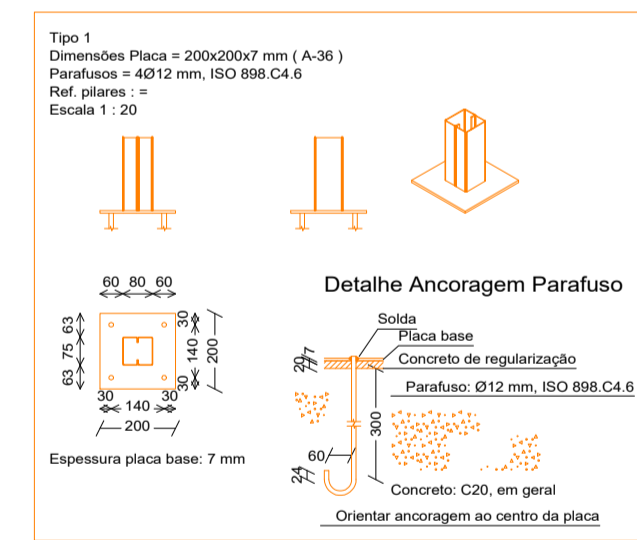 Tipo 1
Dimensões Placa = 200x200x7 mm ( A-36 )
Parafusos = 4Ø12 mm, ISO 898.C4.6
Ref. pilares : =
Escala 1 : 20
60 80 60
63
75
63
30
140
30
200
30 30
140
200
Espessura placa base: 7 mm
Detalhe Ancoragem Parafuso
Solda
Placa base
Concreto de regularização
Parafuso: Ø12 mm, ISO 898.C4.6
20
7
300
60
24
Concreto: C20, em geral
Orientar ancoragem ao centro da placa